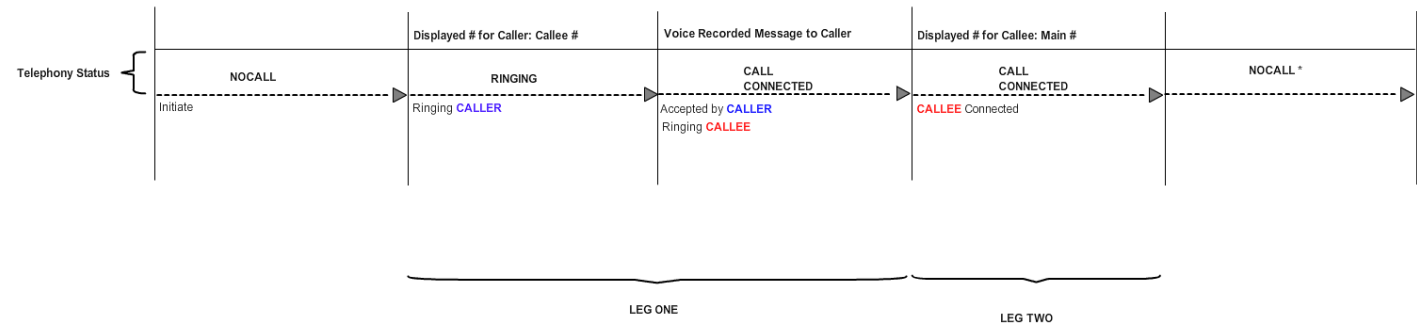 Displayed # for Caller: Callee #
Voice Recorded Message to Caller
Displayed # for Callee: Main #
Telephony Status
NOCALL
RINGING
CALL
CONNECTED
CALL
CONNECTED
NOCALL *
Initiate
Ringing CALLER
Accepted by CALLER
Ringing CALLEE
CALLEE Connected
LEG ONE
LEG TWO